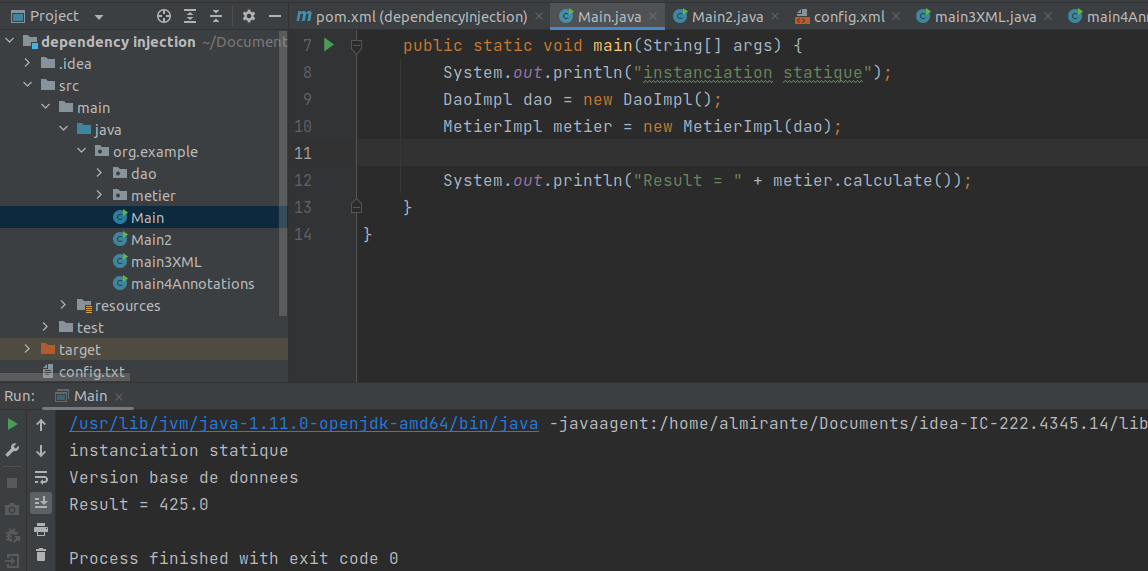 Project
pom.xml (dependencyInjection)
Main.java
Main2.java
config.xml
main3XML.java
main4Ann
dependency injection ~/Document
.idea
src
main
java
org.example
dao
metier
Main
Main2
main3XML
main4Annotations
resources
test
target
config.txt
7 public static void main(String[] args) {
8 System.out.println("instanciation statique");
9 DaoImpl dao = new DaoImpl();
10 MetierImpl metier = new MetierImpl(dao);
11
12 System.out.println("Result = " + metier.calculate());
13 }
14 }
Run: Main
/usr/lib/jvm/java-1.11.0-openjdk-amd64/bin/java -javaagent:/home/almirante/Documents/idea-IC-222.4345.14/lib
instanciation statique
Version base de donnees
Result = 425.0
Process finished with exit code 0